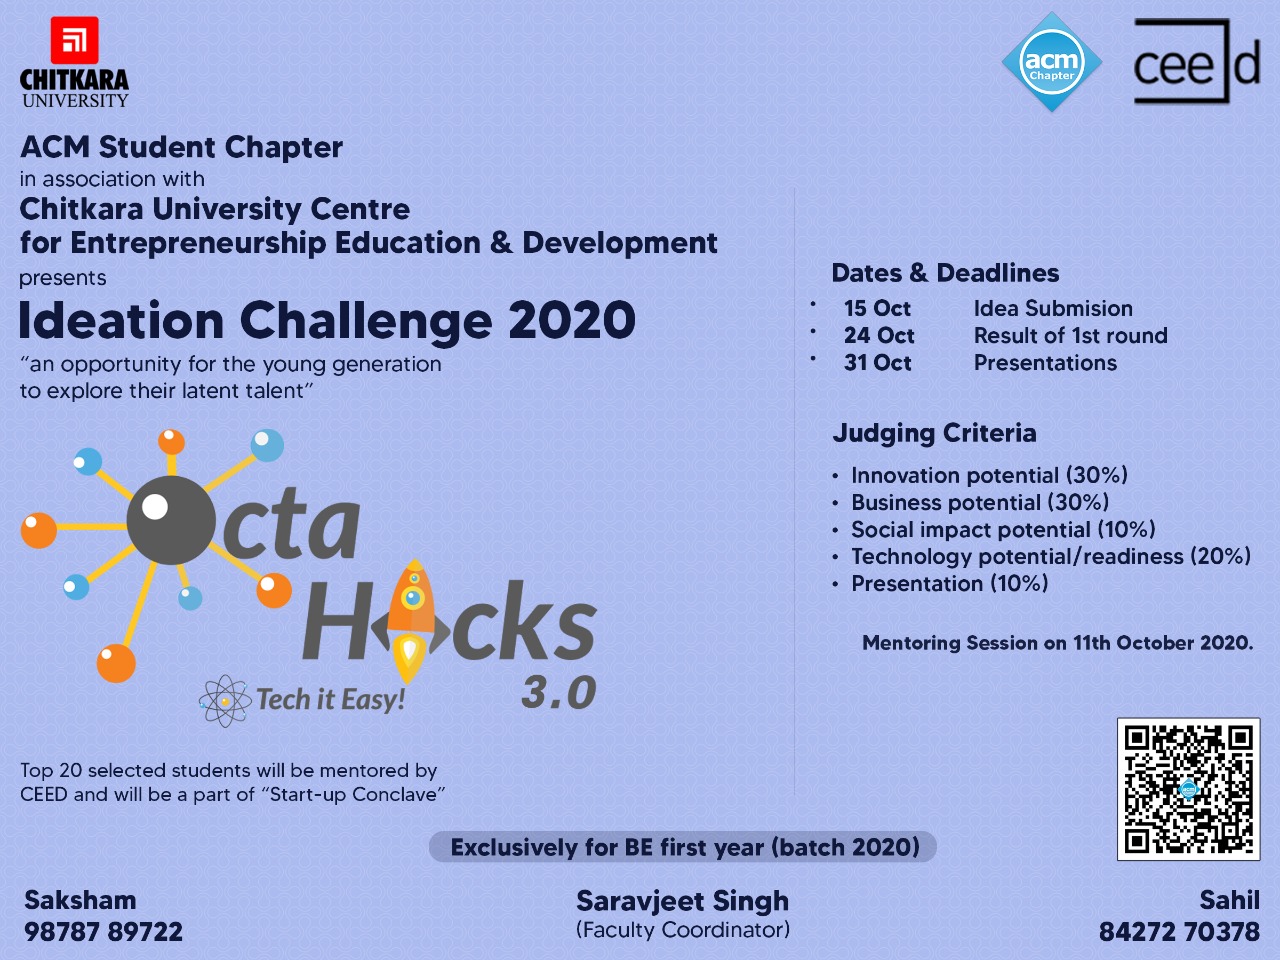 CHITKARA
UNIVERSITY
acm
Chapter
ceed
ACM Student Chapter
in association with
Chitkara University Centre
for Entrepreneurship Education & Development
presents
Ideation Challenge 2020
“an opportunity for the young generation
to explore their latent talent”
Octa
Hacks
3.0
Tech it Easy!
Top 20 selected students will be mentored by
CEED and will be a part of “Start-up Conclave”
Dates & Deadlines
• 15 Oct Idea Submision
• 24 Oct Result of 1st round
• 31 Oct Presentations
Judging Criteria
• Innovation potential (30%)
• Business potential (30%)
• Social impact potential (10%)
• Technology potential/readiness (20%)
• Presentation (10%)
Mentoring Session on 11th October 2020.
acm
Exclusively for BE first year (batch 2020)
Saksham
98787 89722
Saravjeet Singh
(Faculty Coordinator)
Sahil
84272 70378